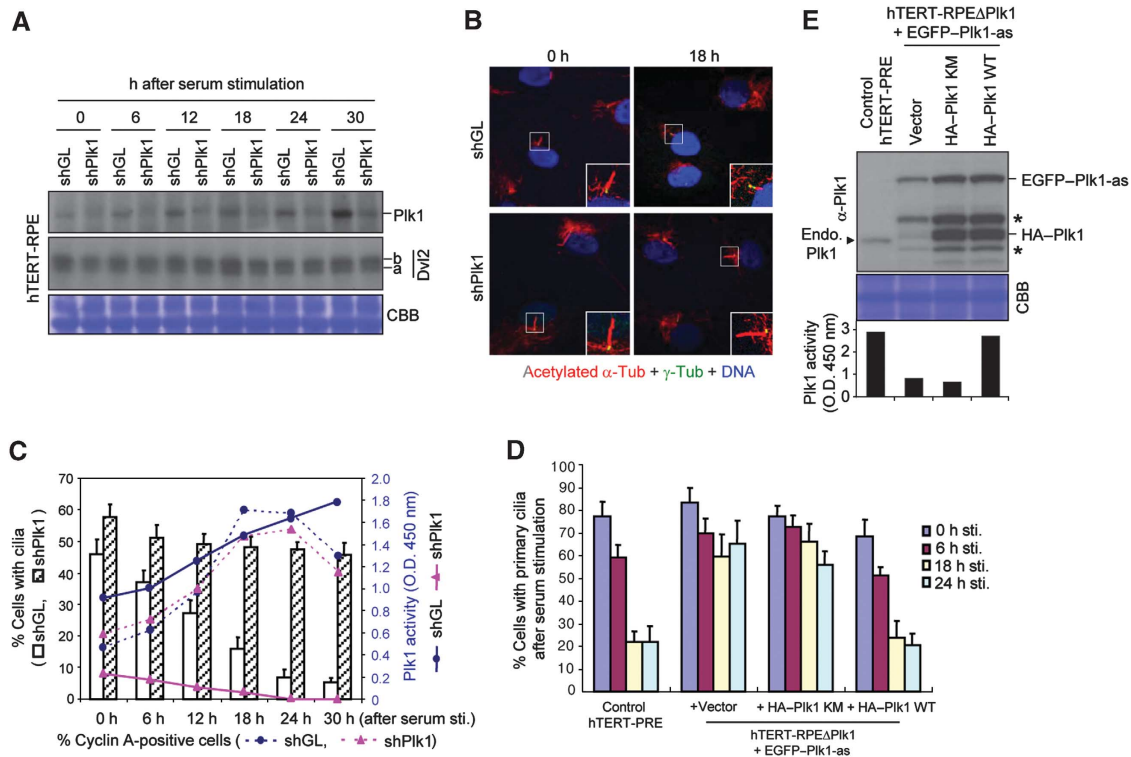 A
h after serum stimulation
0 6 12 18 24 30
shGL shPlk1 shGL shPlk1 shGL shPlk1 shGL shPlk1 shGL shPlk1 shGL shPlk1
hTERT-RPE
Plk1
b
a
Dvl2
CBB
B
0 h 18 h
shGL
shPlk1
Acetylated α-Tub + γ-Tub + DNA
E
hTERT-RPEΔPlk1
+ EGFP–Plk1-as
Control
hTERT-PRE
Vector
HA–Plk1 KM
HA–Plk1 WT
α-Plk1
EGFP–Plk1-as
*
HA–Plk1
*
Endo.
Plk1
CBB
Plk1 activity
(O.D. 450 nm)
3
2
1
0
C
% Cells with cilia
( shGL, shPlk1)
70
60
50
40
30
20
10
0
2.0
1.8
1.6
1.4
1.2
1.0
0.8
0.6
0.4
0.2
0
Plk1 activity (O.D. 450 nm)
( shGL shPlk1)
0 h 6 h 12 h 18 h 24 h 30 h (after serum sti.)
% Cyclin A-positive cells ( shGL, shPlk1)
D
% Cells with primary cilia
after serum stimulation
100
90
80
70
60
50
40
30
20
10
0
0 h sti.
6 h sti.
18 h sti.
24 h sti.
Control
hTERT-PRE
+Vector + HA–Plk1 KM + HA–Plk1 WT
hTERT-RPEΔPlk1
+ EGFP–Plk1-as